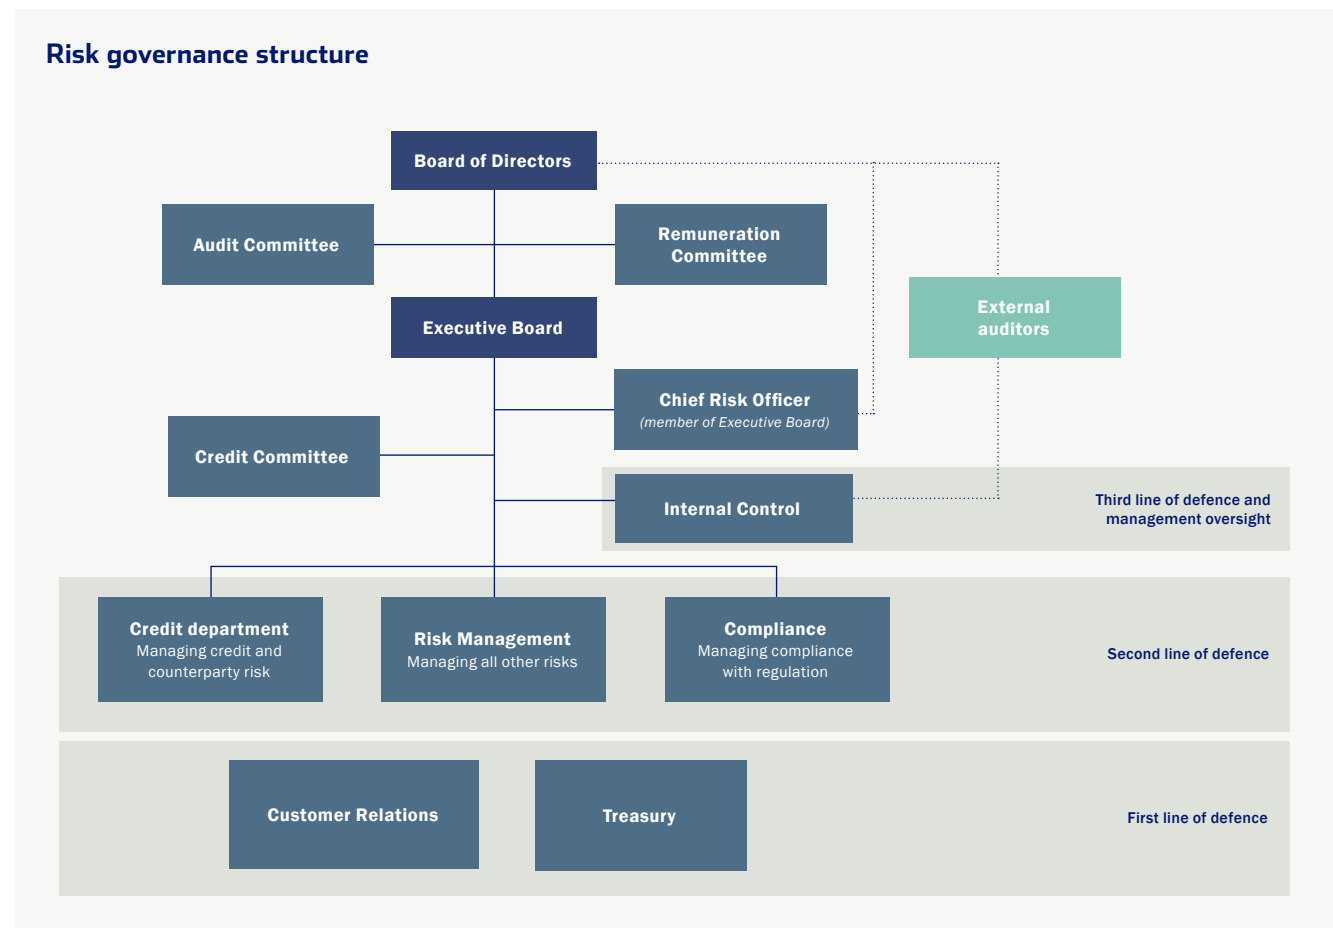 Risk governance structure
Board of Directors
Audit Committee
Remuneration
Committee
Executive Board
External
auditors
Chief Risk Officer
(member of Executive Board)
Credit Committee
Internal Control
Third line of defence and
management oversight
Credit department
Managing credit and
counterparty risk
Risk Management
Managing all other risks
Compliance
Managing compliance
with regulation
Second line of defence
Customer Relations
Treasury
First line of defence